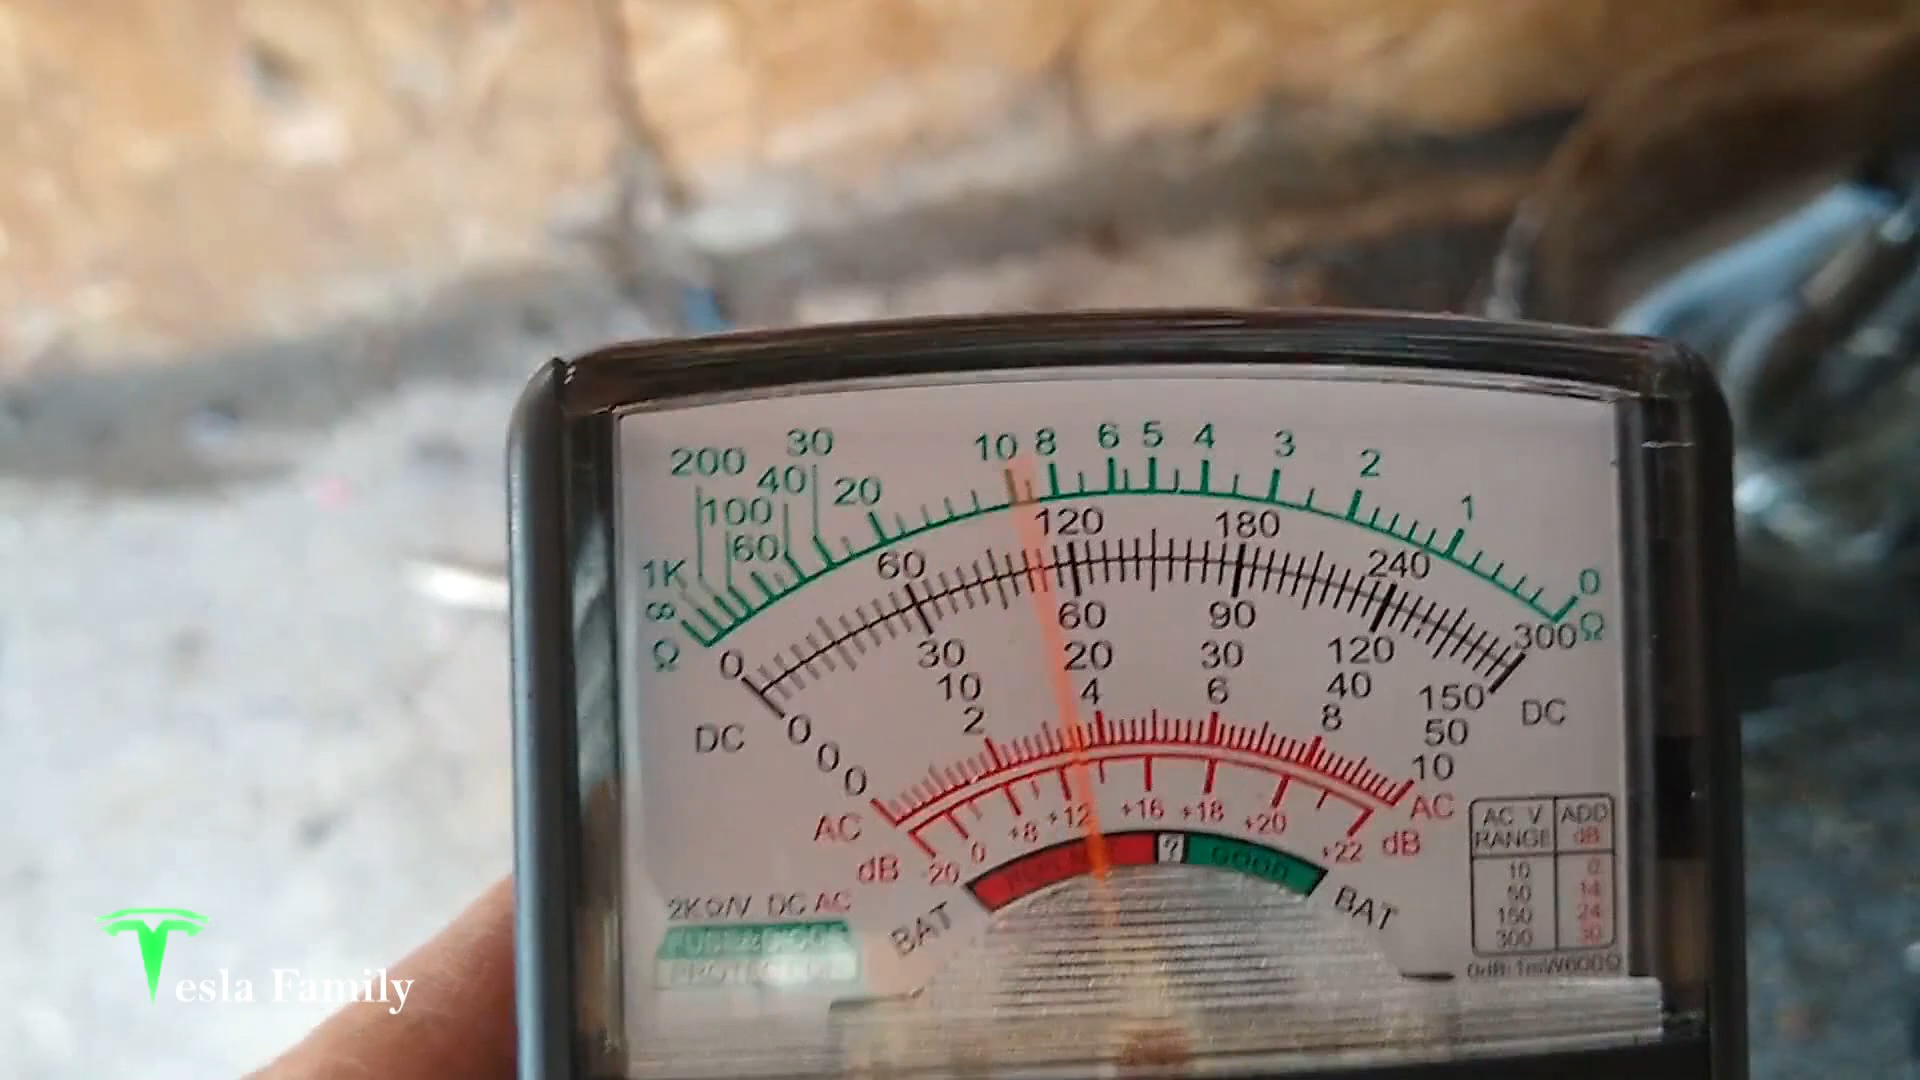 200 30 10 8 6 5 4 3 2 1 0
100 40 20
1K 60
∞
Ω Ω
0 60 120 180 240 300
DC 0 30 60 90 120 150 DC
0 10 20 30 40 50
0 2 4 6 8 10
AC AC
dB -20 0 +8 +12 +16 +18 +20 +22 dB
BAT ? GOOD BAT
2KΩ/V DC AC
AC V ADD
RANGE dB
10 0
50 14
150 24
300 30
0dB:1mW600Ω
Tesla Family